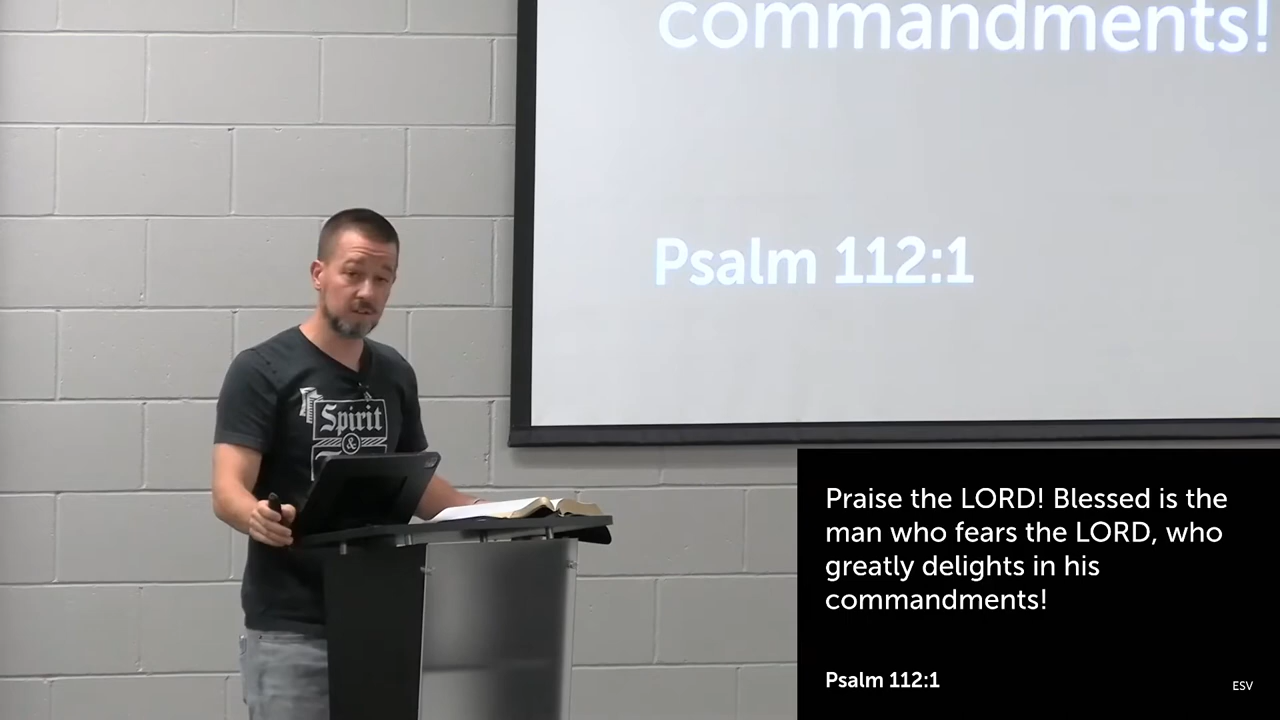 commandments!
Psalm 112:1
Spirit
&
Praise the LORD! Blessed is the
man who fears the LORD, who
greatly delights in his
commandments!
Psalm 112:1
ESV